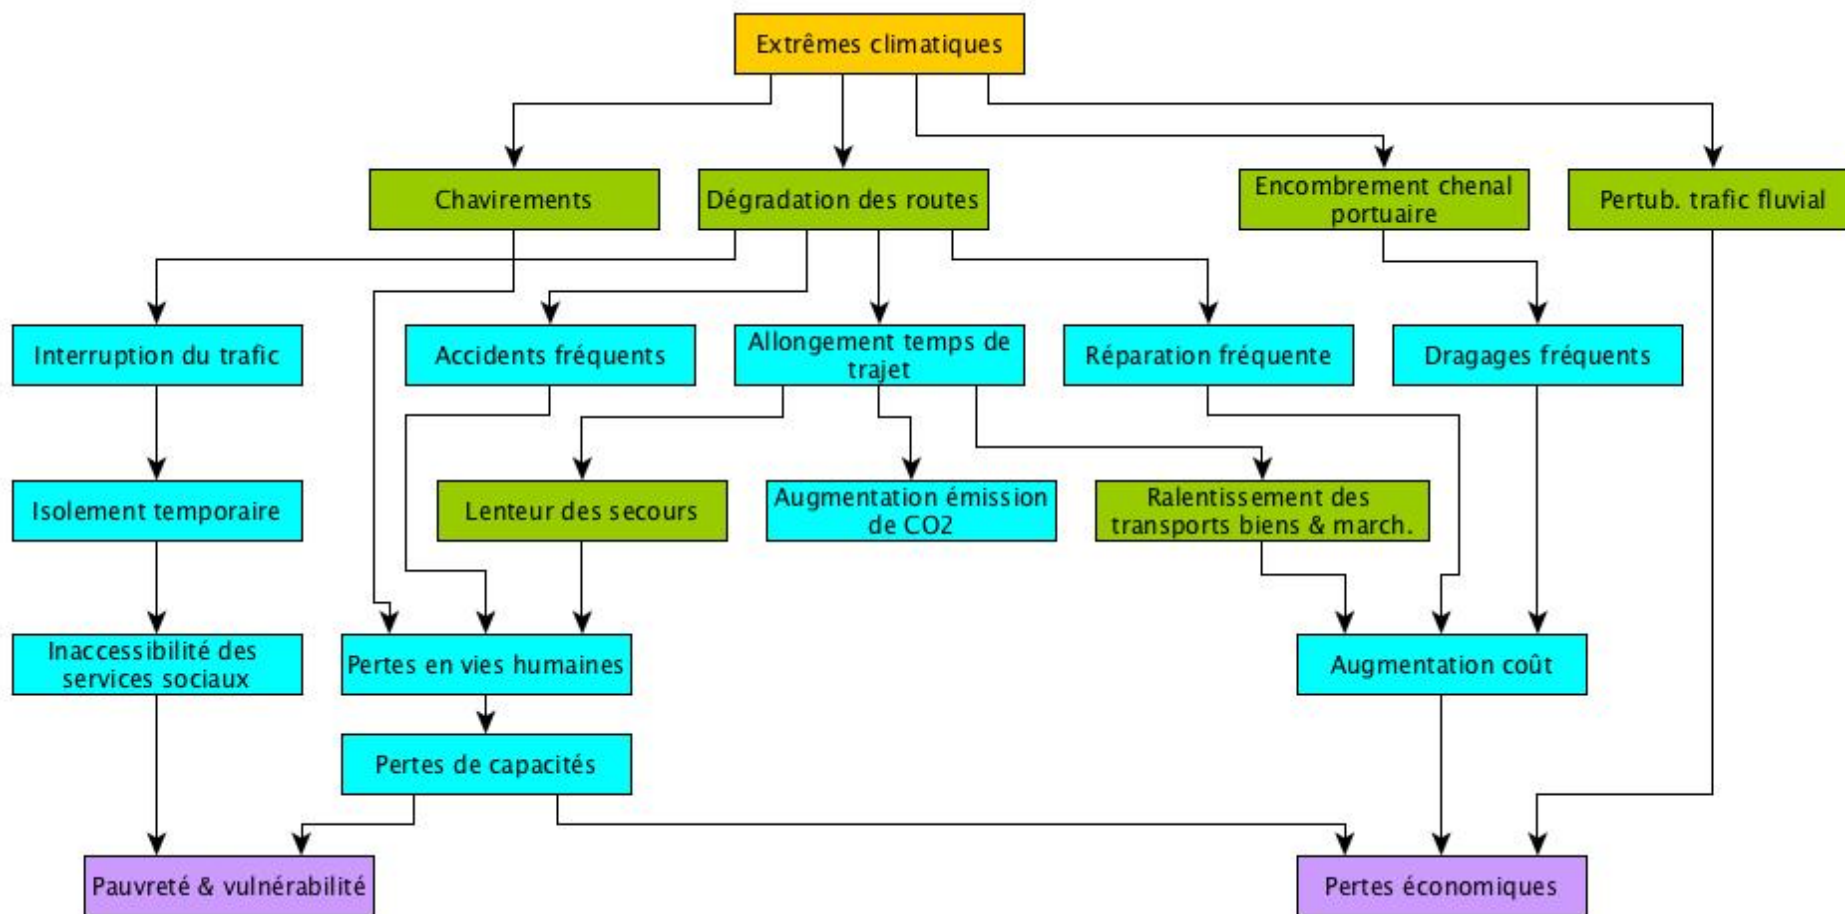 Extrêmes climatiques
Chavirements
Dégradation des routes
Encombrement chenal
portuaire
Pertub. trafic fluvial
Interruption du trafic
Accidents fréquents
Allongement temps de
trajet
Réparation fréquente
Dragages fréquents
Isolement temporaire
Lenteur des secours
Augmentation émission
de CO2
Ralentissement des
transports biens & march.
Inaccessibilité des
services sociaux
Pertes en vies humaines
Augmentation coût
Pertes de capacités
Pauvreté & vulnérabilité
Pertes économiques